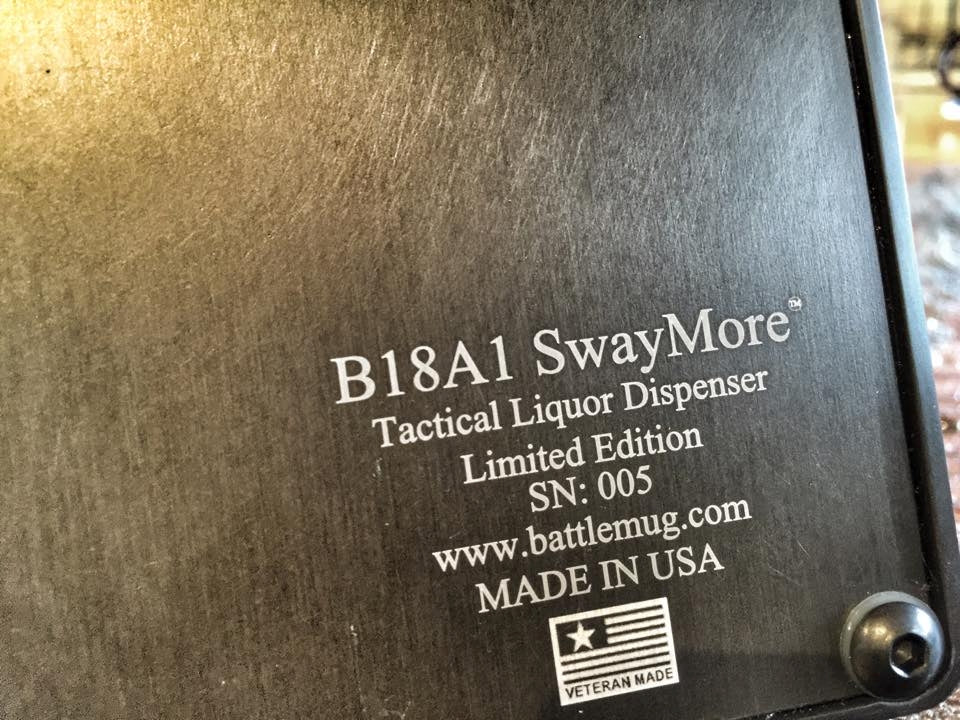 B18A1 SwayMore™
Tactical Liquor Dispenser
Limited Edition
SN: 005
www.battlemug.com
MADE IN USA
VETERAN MADE